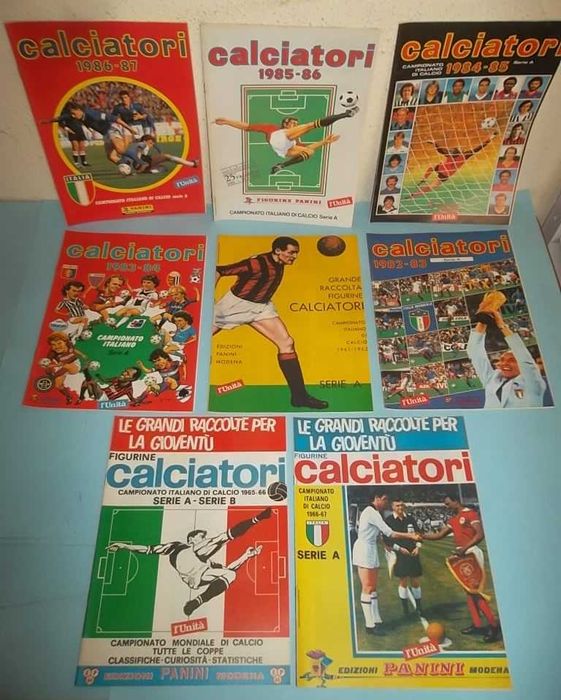 calciatori
1986-87
ITALIA
l'Unità
CAMPIONATO ITALIANO DI CALCIO serie A
PANINI
calciatori
1985-86
25
FIGURINE PANINI
l'Unità
CAMPIONATO ITALIANO DI CALCIO Serie A
calciatori
CAMPIONATO
ITALIANO
DI CALCIO
1984-85
Serie A
l'Unità
calciatori
1983-84
CAMPIONATO
ITALIANO
Serie A
l'Unità
GRANDE
RACCOLTA
FIGURINE
CALCIATORI
CAMPIONATO
ITALIANO
DI
CALCIO
1961/1962
EDIZIONI
PANINI
MODENA
SERIE A
l'Unità
calciatori
1982-83
l'Unità
LE GRANDI RACCOLTE PER
LA GIOVENTÙ
FIGURINE
calciatori
CAMPIONATO ITALIANO DI CALCIO 1965-66
SERIE A - SERIE B
l'Unità
CAMPIONATO MONDIALE DI CALCIO
TUTTE LE COPPE
CLASSIFICHE-CURIOSITÀ-STATISTICHE
EDIZIONI PANINI MODENA
LE GRANDI RACCOLTE PER
LA GIOVENTÙ
FIGURINE
calciatori
CAMPIONATO
ITALIANO
DI CALCIO
1966-67
ITALIA
SERIE A
l'Unità
EDIZIONI PANINI MODENA